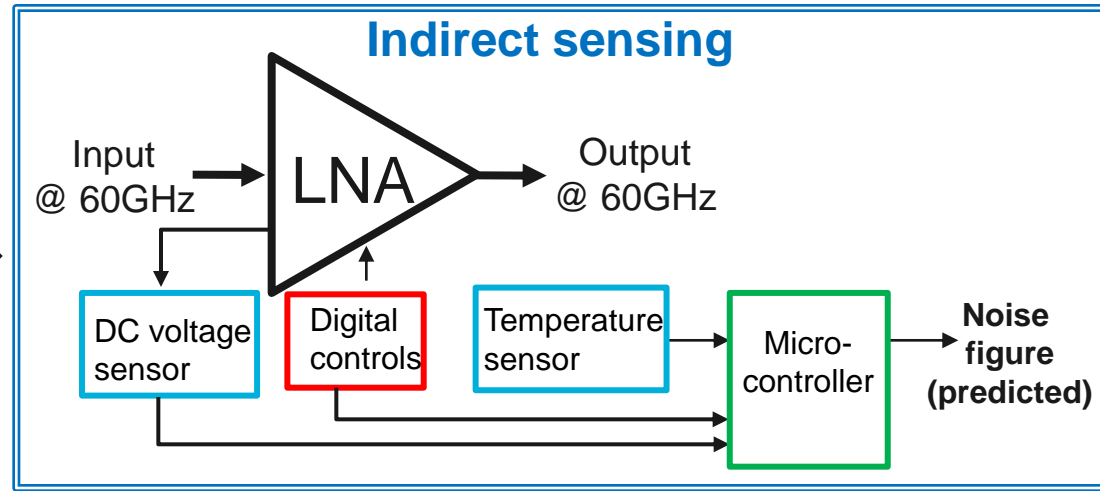 Indirect sensing
Input
@ 60GHz
LNA
Output
@ 60GHz
DC voltage
sensor
Digital
controls
Temperature
sensor
Micro-
controller
Noise
figure
(predicted)